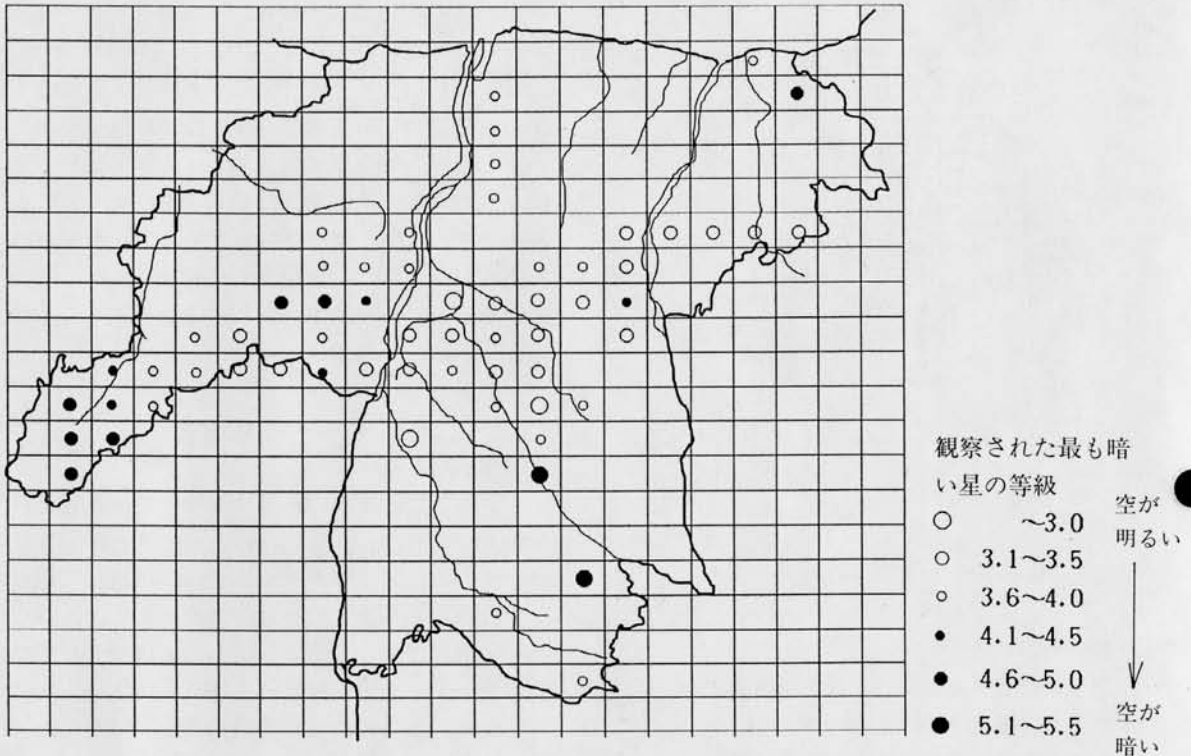 観察された最も暗
い星の等級
～3.0
3.1～3.5
3.6～4.0
4.1～4.5
4.6～5.0
5.1～5.5
空が
明るい
空が
暗い